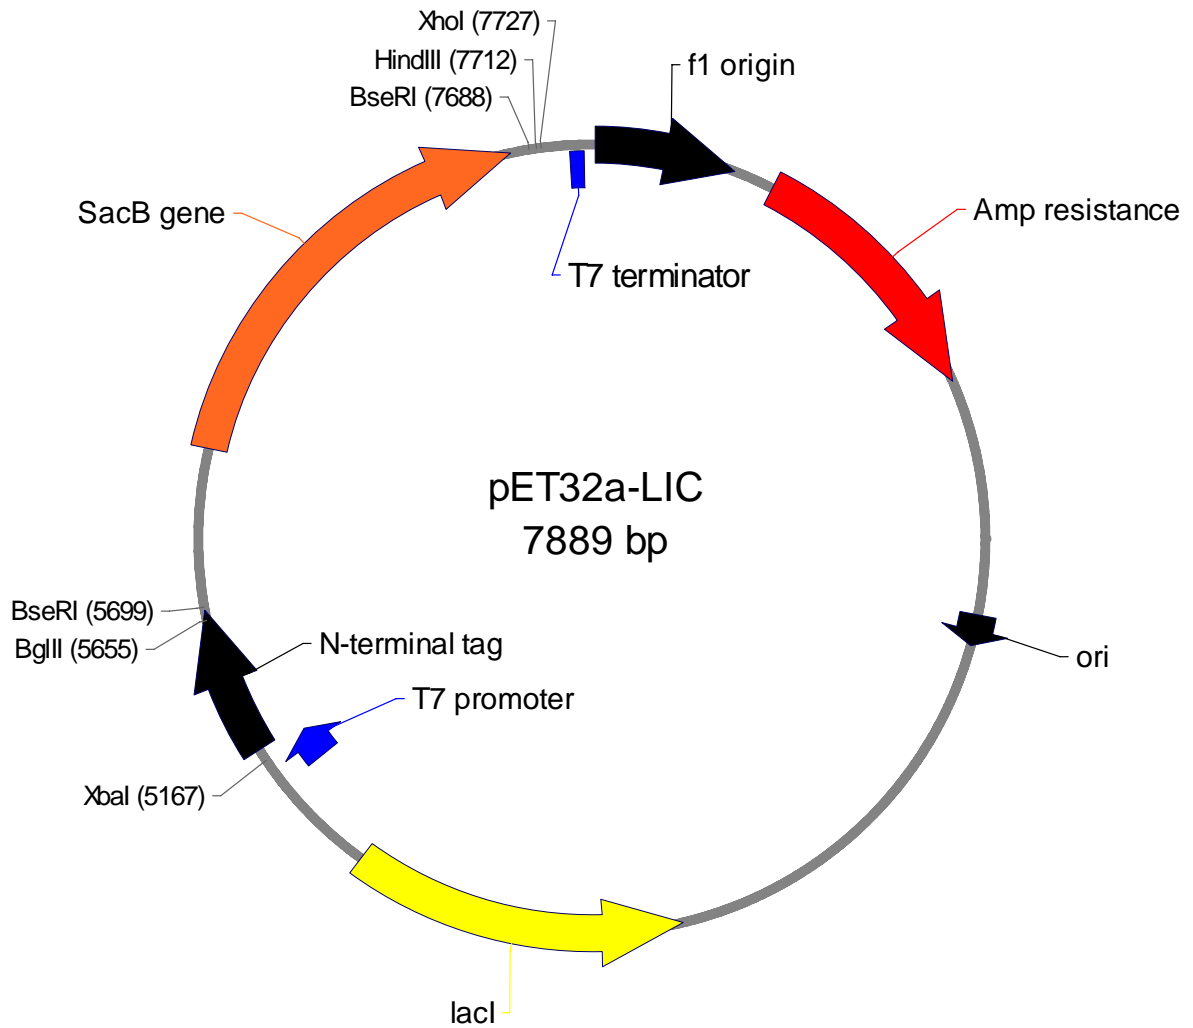 XhoI (7727)
HindIII (7712)
BseRI (7688)
f1 origin
SacB gene
Amp resistance
T7 terminator
pET32a-LIC
7889 bp
BseRI (5699)
BglII (5655)
N-terminal tag
ori
T7 promoter
XbaI (5167)
lacI